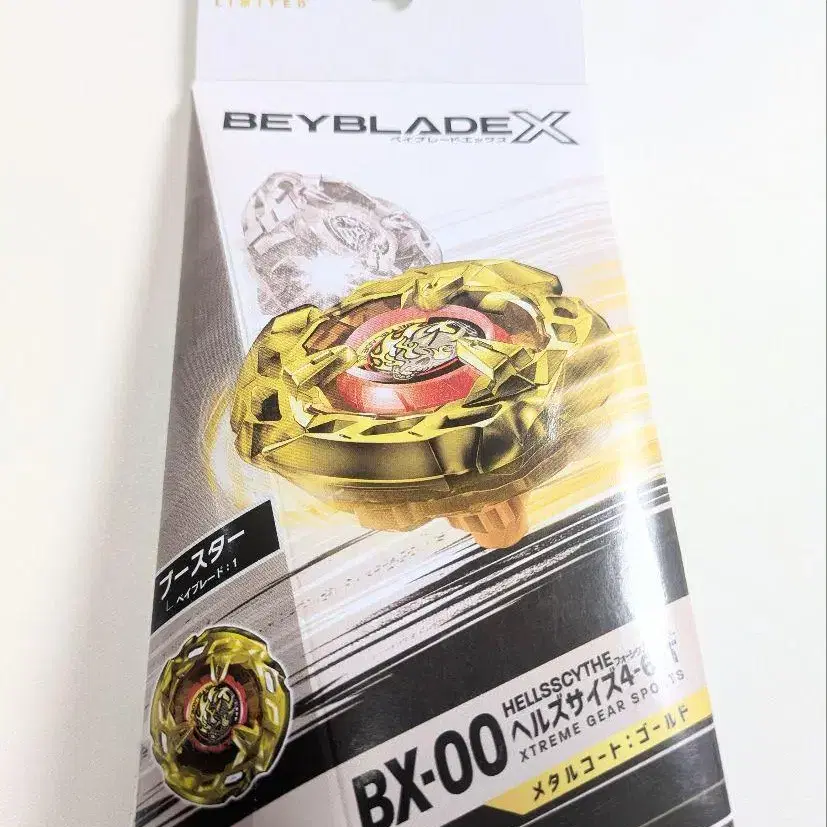 LIMITED
BEYBLADE X
ベイブレードエックス
ブースター
ベイブレード:1
BX-00
HELLSSCYTHE
ヘルズサイズ4-6
XTREME GEAR SPORTS
メタルコート:ゴールド